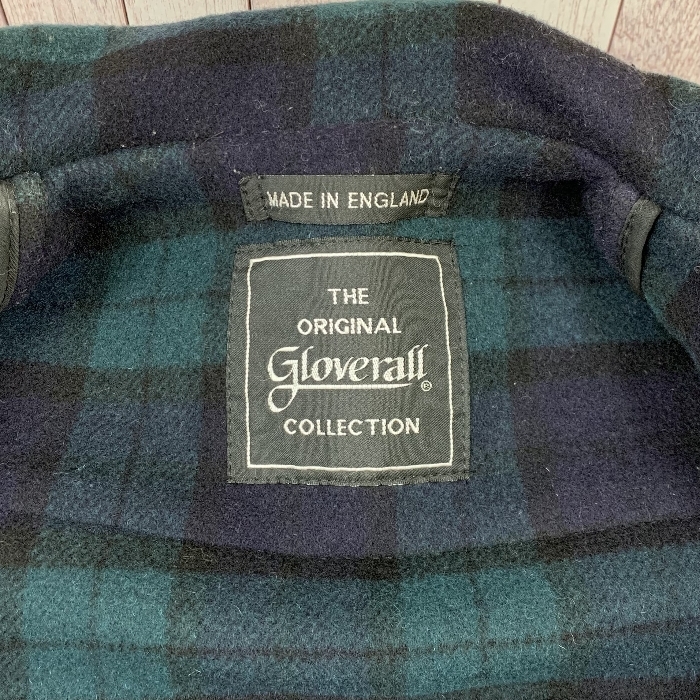 MADE IN ENGLAND
THE
ORIGINAL
Gloverall®
COLLECTION